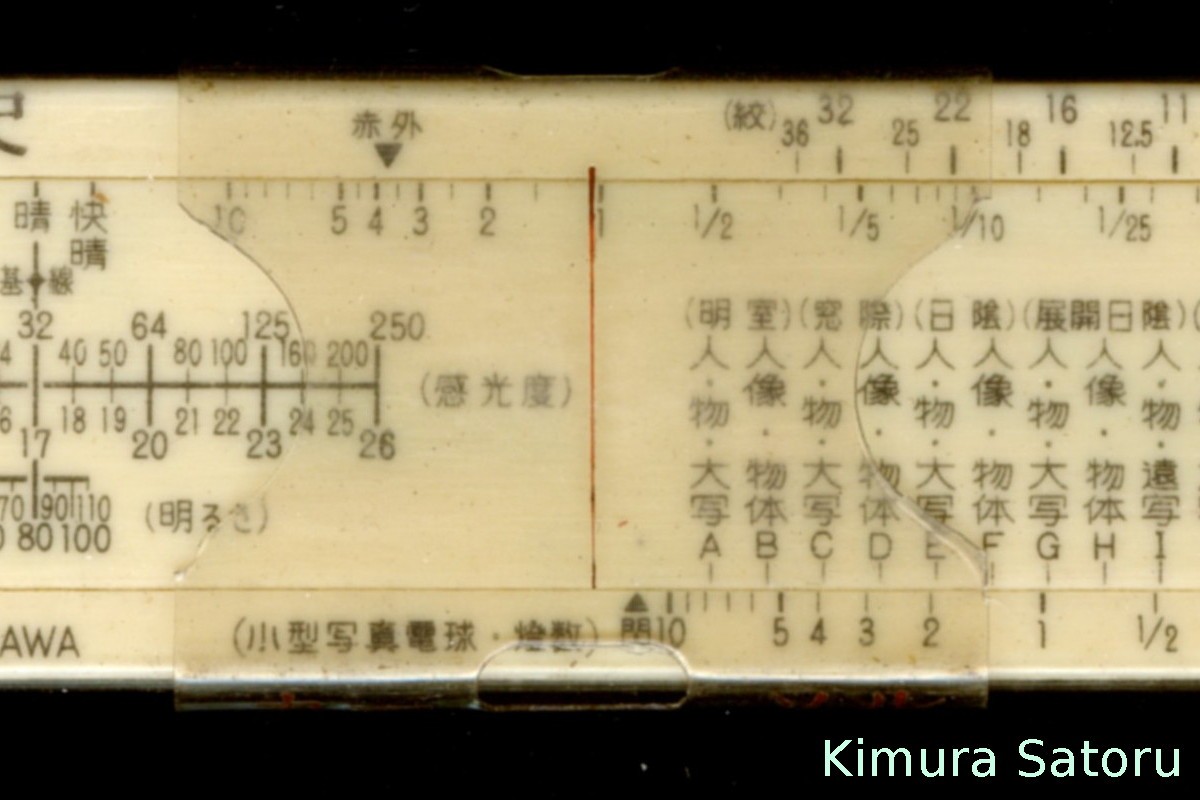 赤外
(絞) 36 32 25 22 18 16 12.5 11
10 5 4 3 2 1 1/2 1/5 1/10 1/25
晴 快晴
基線
32 64 125 250
40 50 80 100 160 200
(感光度)
18 19 21 22 24 25
17 20 23 26
70 90 110
(明るさ)
80 100
(明室) (窓際) (日陰) (展開日陰)
人・物・大写 A
人像・物体 B
人・物・大写 C
人・像・物体 D
人・物・大写 E
人像・物体 F
人・物・大写 G
人像・物体 H
人・物・遠写 I
AWA
(小型写真電球・燈数) 閃 10 5 4 3 2 1 1/2
Kimura Satoru